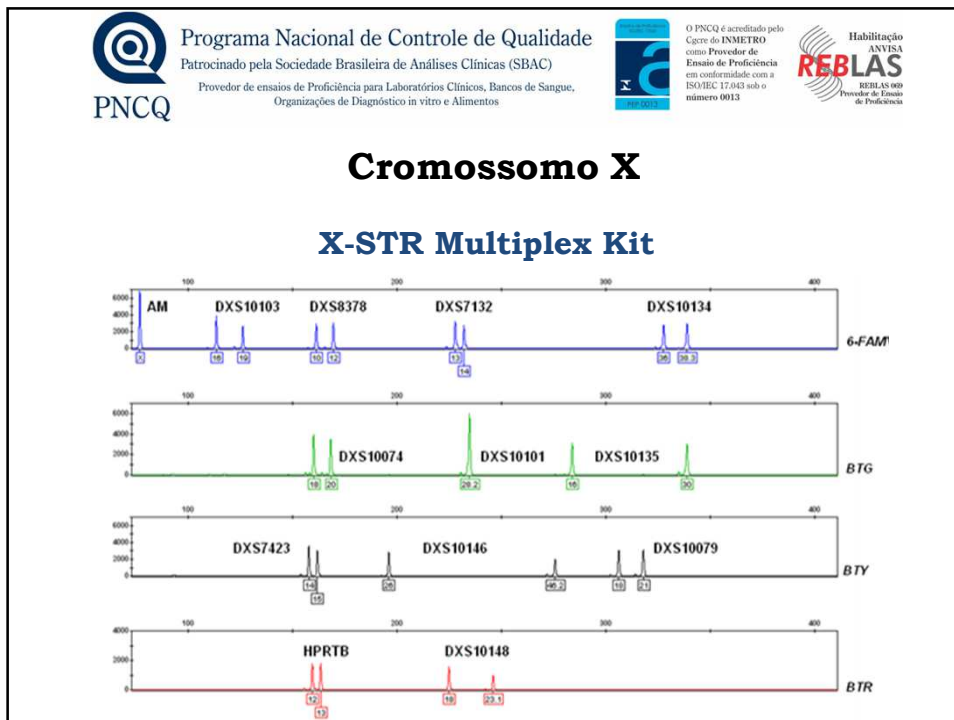 PNCQ
Programa Nacional de Controle de Qualidade
Patrocinado pela Sociedade Brasileira de Análises Clínicas (SBAC)
Provedor de ensaios de Proficiência para Laboratórios Clínicos, Bancos de Sangue,
Organizações de Diagnóstico in vitro e Alimentos
PEP 0013
O PNCQ é acreditado pelo
Cgcre do INMETRO
como Provedor de
Ensaio de Proficiência
em conformidade com a
ISO/IEC 17.043 sob o
número 0013
Habilitação
ANVISA
REBLAS
REBLAS 069
Provedor de Ensaio
de Proficiência
Cromossomo X
X-STR Multiplex Kit
100 200 300 400
6000
4000
2000
0
AM DXS10103 DXS8378 DXS7132 DXS10134
6-FAM
X 16 19 10 12 13 36 38.3
14
100 200 300 400
6000
4000
2000
0
DXS10074 DXS10101 DXS10135
BTG
18 20 28.2 16 30
100 200 300 400
6000
4000
2000
0
DXS7423 DXS10146 DXS10079
BTY
14 26 46.2 18 21
15
100 200 300 400
4000
2000
0
HPRTB DXS10148
BTR
12 18 23.1
13